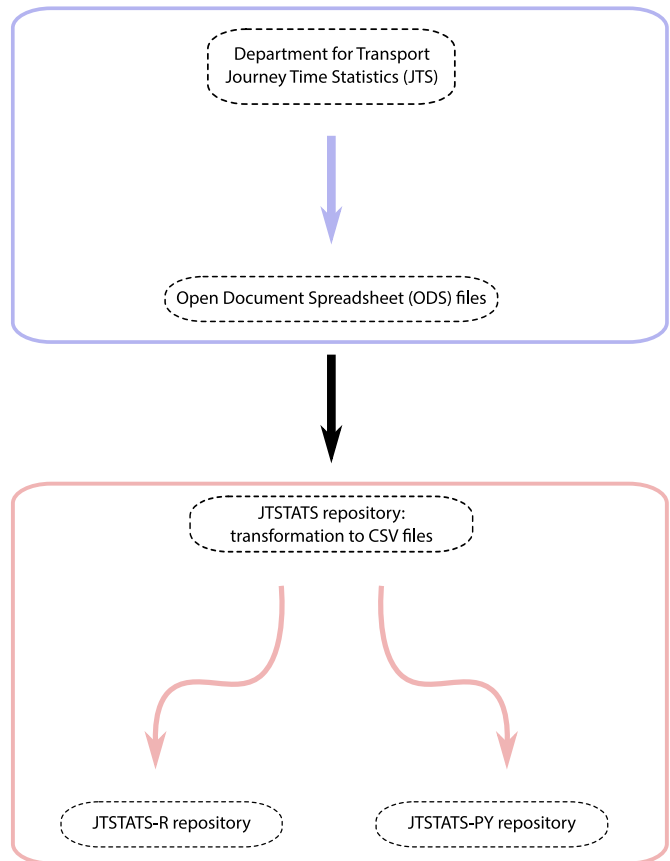 Department for Transport
Journey Time Statistics (JTS)
Open Document Spreadsheet (ODS) files
JTSTATS repository:
transformation to CSV files
JTSTATS-R repository
JTSTATS-PY repository